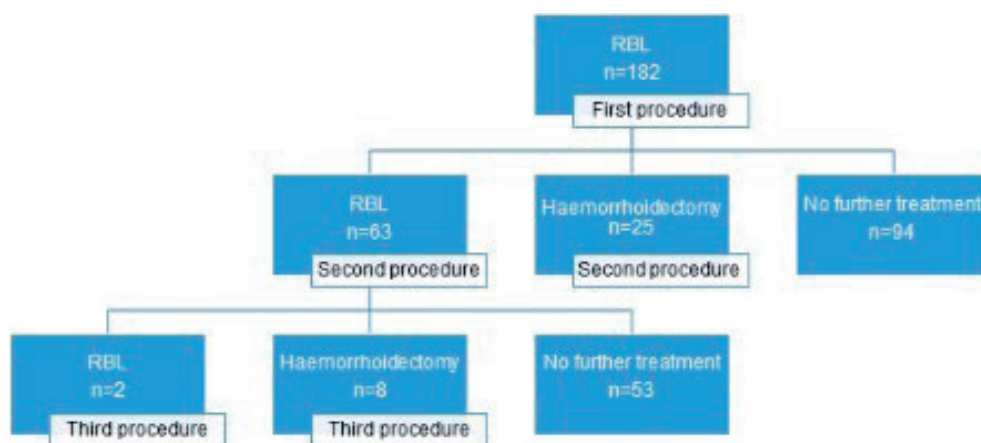 RBL
n=182
First procedure
RBL
n=63
Second procedure
Haemorrhoidectomy
n=25
Second procedure
No further treatment
n=94
RBL
n=2
Third procedure
Haemorrhoidectomy
n=8
Third procedure
No further treatment
n=53